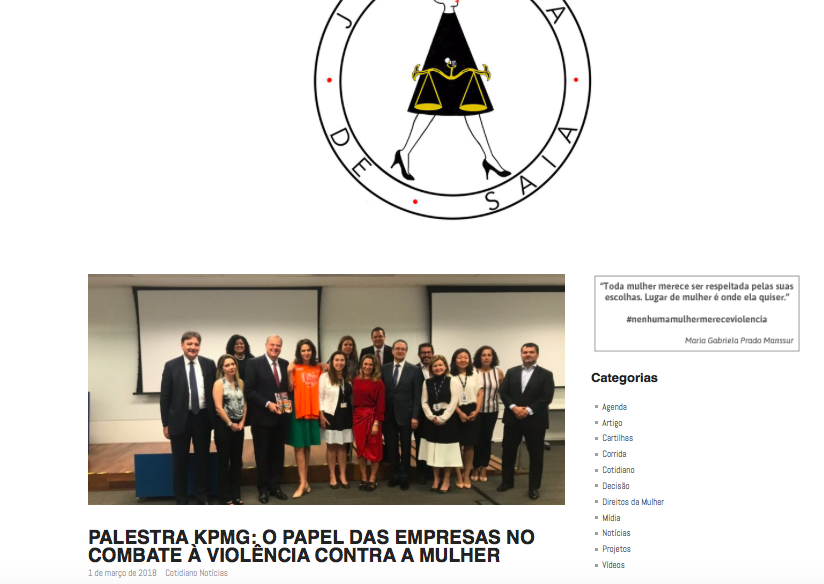 J A
DE SAIA
“Toda mulher merece ser respeitada pelas suas
escolhas. Lugar de mulher é onde ela quiser.”
#nenhumamulhermereceviolencia
Maria Gabriela Prado Manssur
Categorias
Agenda
Artigo
Cartilhas
Corrida
Cotidiano
Decisão
Direitos da Mulher
Mídia
Notícias
Projetos
Vídeos
PALESTRA KPMG: O PAPEL DAS EMPRESAS NO
COMBATE À VIOLÊNCIA CONTRA A MULHER
1 de março de 2018 Cotidiano Notícias